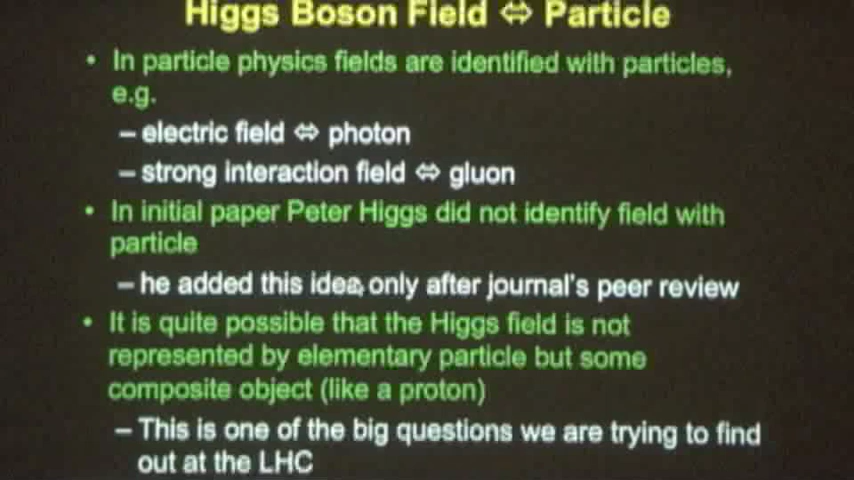 Higgs Boson Field ⇔ Particle
• In particle physics fields are identified with particles,
e.g.
– electric field ⇔ photon
– strong interaction field ⇔ gluon
• In initial paper Peter Higgs did not identify field with
particle
– he added this idea only after journal's peer review
• It is quite possible that the Higgs field is not
represented by elementary particle but some
composite object (like a proton)
– This is one of the big questions we are trying to find
out at the LHC